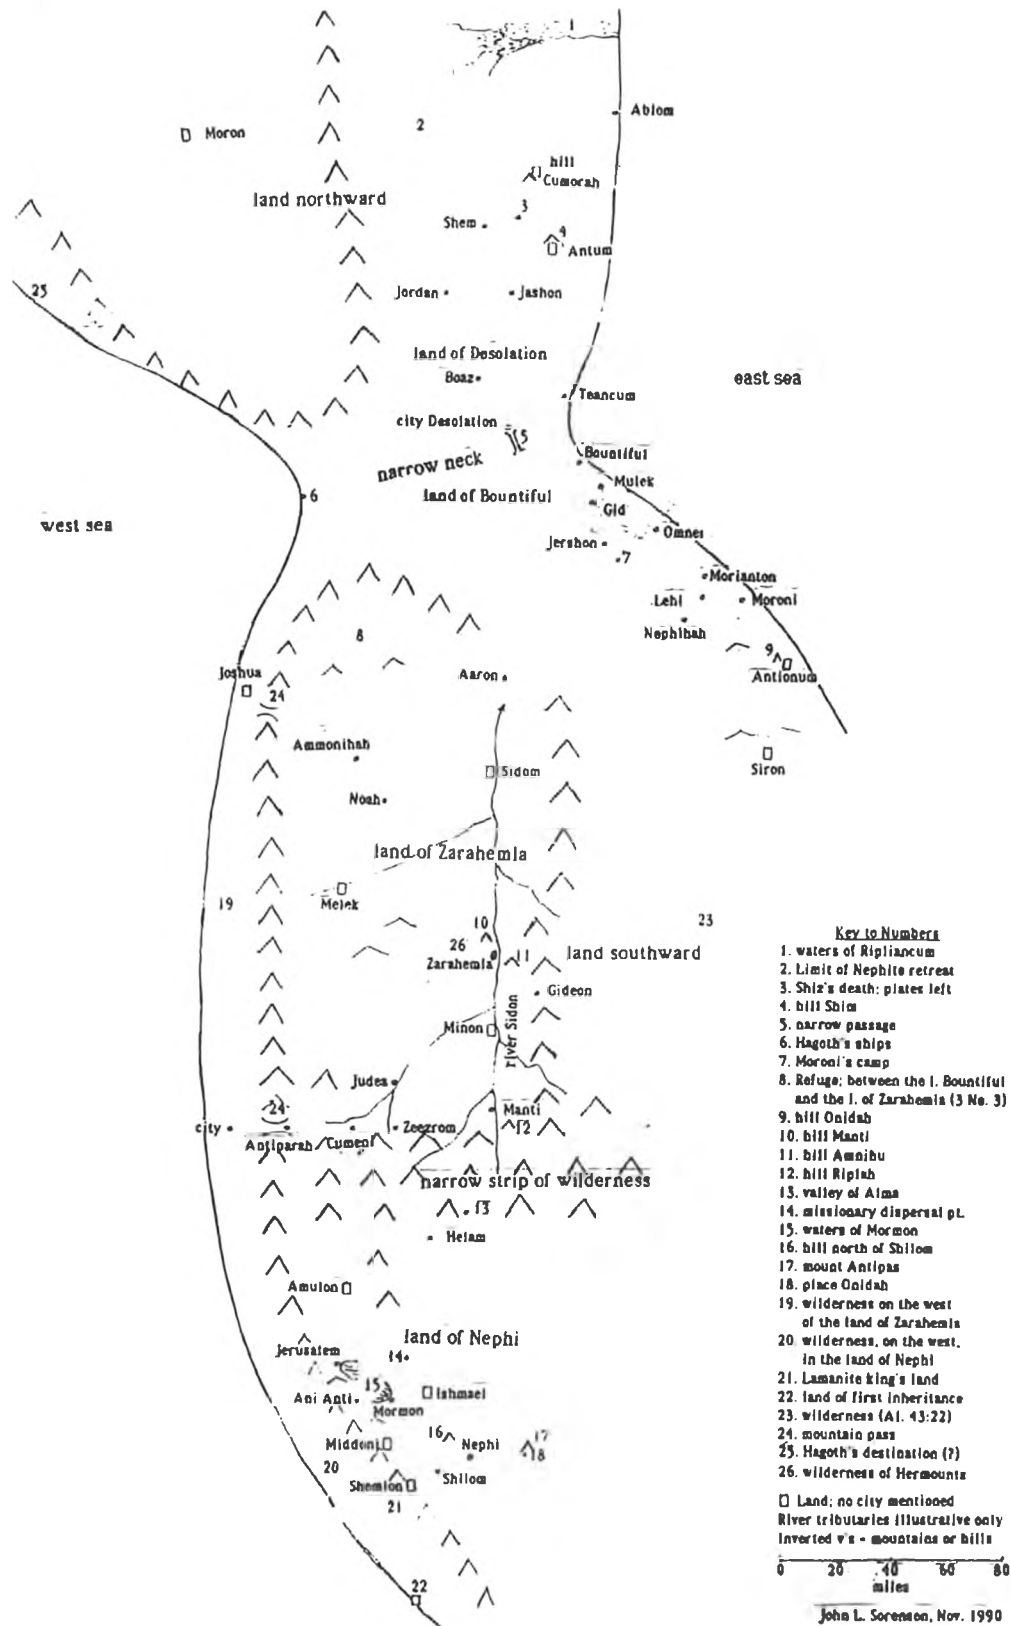 1
Ablom
2
Moron
hill
Cumorah
land northward
3
Shem
4
Antum
25
Jordan
Jashon
land of Desolation
Boaz
east sea
Teancum
city Desolation
5
narrow neck
Bountiful
Mulek
land of Bountiful
6
Gid
west sea
Omner
Jershon
7
Morianton
Lehi
Moroni
Nephihah
8
9
Joshua
Aaron
Antionum
24
Ammonihah
Sidom
Siron
Noah
land of Zarahemla
Melek
19
10
23
26
land southward
Zarahemla
11
Gideon
Minon
river Sidon
Judea
24
Manti
city
Zeezrom
12
Antiparah
Cumeni
narrow strip of wilderness
13
Helam
Amulon
land of Nephi
Jerusalem
14
15
Ishmael
Ani Anti
Mormon
16
17
Middoni
Nephi
18
20
Shilom
Shemlon
21
22
Key to Numbers
1. waters of Ripliancum
2. Limit of Nephite retreat
3. Shiz's death; plates left
4. hill Shim
5. narrow passage
6. Hagoth's ships
7. Moroni's camp
8. Refuge; between the l. Bountiful
and the l. of Zarahemla (3 Ne. 3)
9. hill Onidah
10. hill Manti
11. hill Amnihu
12. hill Riplah
13. valley of Alma
14. missionary dispersal pt.
15. waters of Mormon
16. hill north of Shilom
17. mount Antipas
18. place Onidah
19. wilderness on the west
of the land of Zarahemla
20. wilderness, on the west,
in the land of Nephi
21. Lamanite king's land
22. land of first inheritance
23. wilderness (Al. 43:22)
24. mountain pass
25. Hagoth's destination (?)
26. wilderness of Hermounts
Land; no city mentioned
River tributaries illustrative only
Inverted v's - mountains or hills
0 20 40 60 80
miles
John L. Sorenson, Nov. 1990